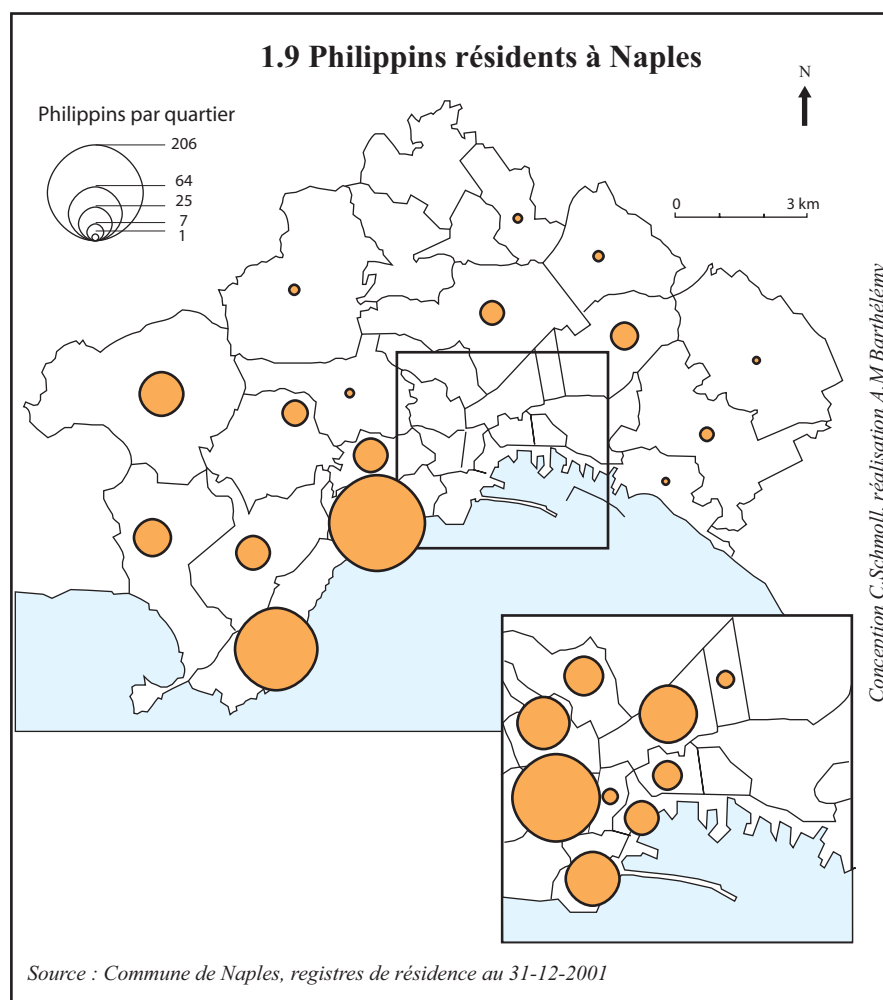 1.9 Philippins résidents à Naples
N
Philippins par quartier
206
64
25
7
1
0 3 km
Conception C.Schmoll, réalisation A.M Barthélémy
Source : Commune de Naples, registres de résidence au 31-12-2001